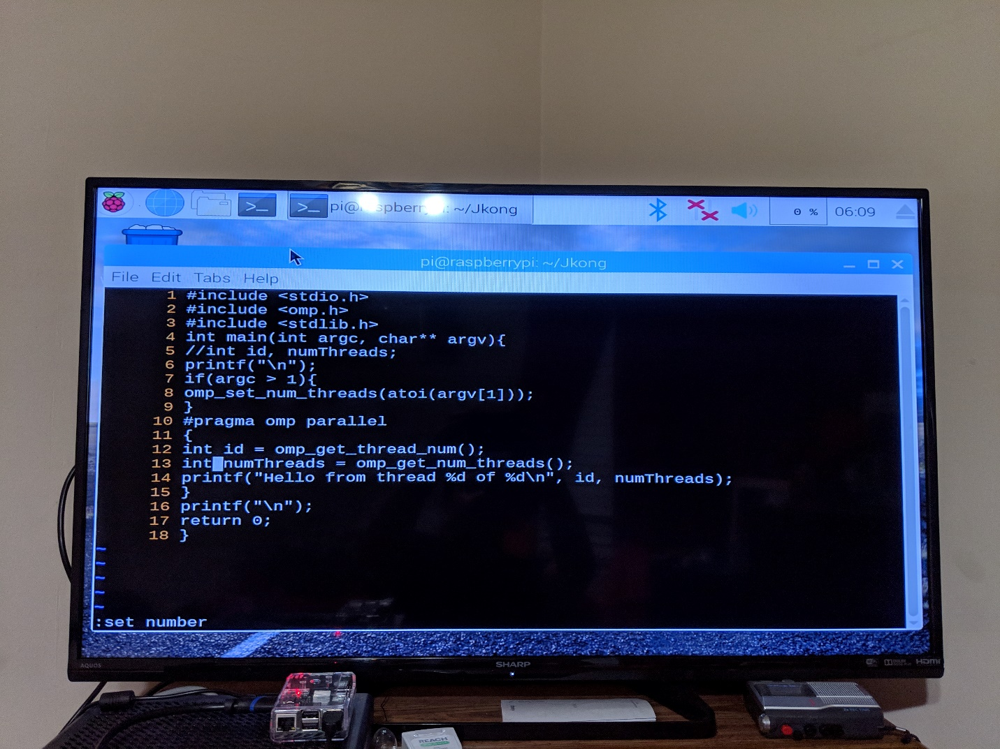 >_
>_ pi@raspberrypi: ~/Jkong
0 %
06:09
pi@raspberrypi: ~/Jkong
File Edit Tabs Help
1 #include <stdio.h>
2 #include <omp.h>
3 #include <stdlib.h>
4 int main(int argc, char** argv){
5 //int id, numThreads;
6 printf("\n");
7 if(argc > 1){
8 omp_set_num_threads(atoi(argv[1]));
9 }
10 #pragma omp parallel
11 {
12 int id = omp_get_thread_num();
13 int numThreads = omp_get_num_threads();
14 printf("Hello from thread %d of %d\n", id, numThreads);
15 }
16 printf("\n");
17 return 0;
18 }
~
~
~
~
~
:set number
AQUOS
SHARP
HDMI
REACH